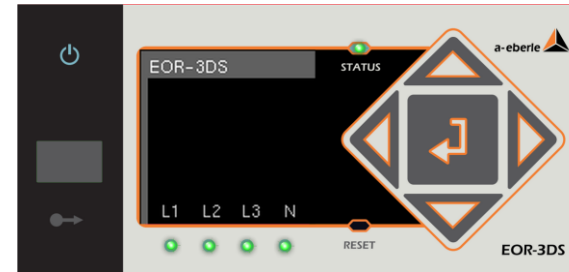 a-eberle
EOR-3DS
STATUS
L1 L2 L3 N
RESET
EOR-3DS